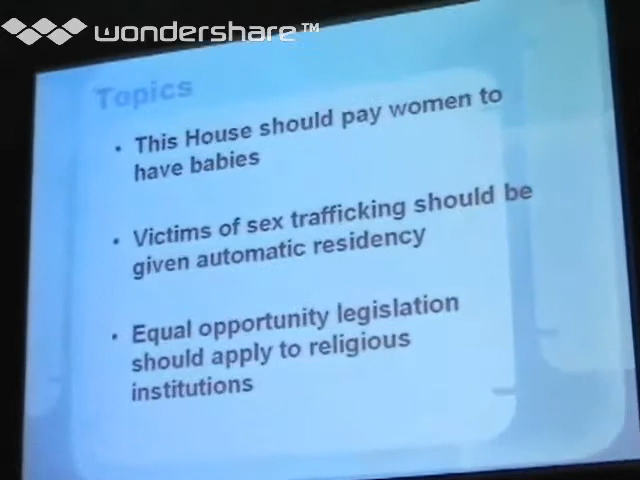 wondershare™
Topics
• This House should pay women to
have babies
• Victims of sex trafficking should be
given automatic residency
• Equal opportunity legislation
should apply to religious
institutions